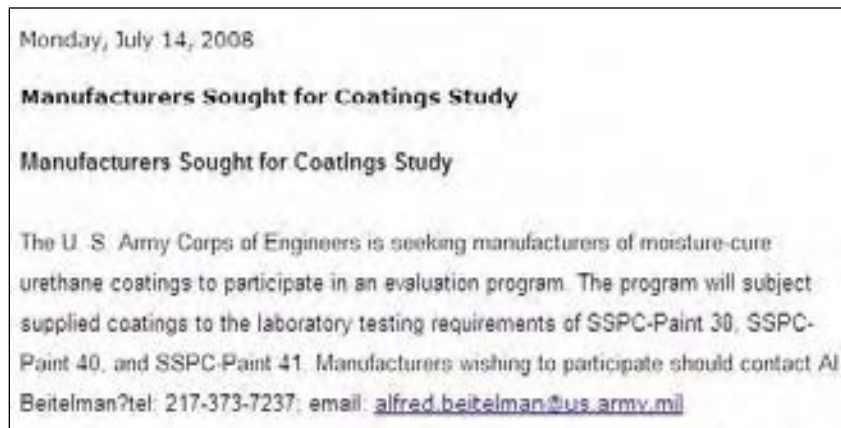 Monday, July 14, 2008
Manufacturers Sought for Coatings Study
Manufacturers Sought for Coatings Study
The U. S. Army Corps of Engineers is seeking manufacturers of moisture-cure
urethane coatings to participate in an evaluation program. The program will subject
supplied coatings to the laboratory testing requirements of SSPC-Paint 38, SSPC-
Paint 40, and SSPC-Paint 41. Manufacturers wishing to participate should contact Al
Beitelman?tel: 217-373-7237; email: alfred.beitelman@us.army.mil